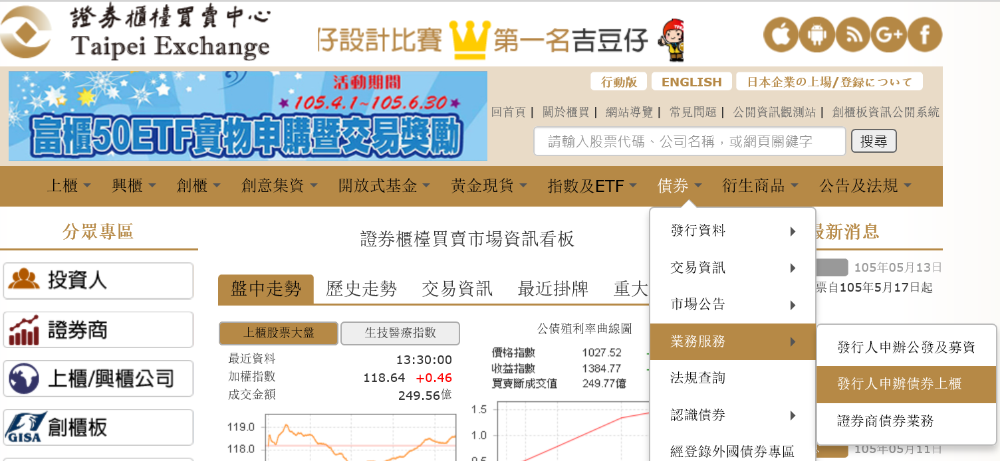 證券櫃檯買賣中心
Taipei Exchange
仔設計比賽 第一名吉豆仔
G+ f
活動期間
★105.4.1~105.6.30★
富櫃50ETF實物申購暨交易獎勵
行動版 ENGLISH 日本企業の上場/登録について
回首頁 | 關於櫃買 | 網站導覽 | 常見問題 | 公開資訊觀測站 | 創櫃板資訊公開系統
請輸入股票代碼、公司名稱，或網頁關鍵字 搜尋
上櫃 興櫃 創櫃 創意集資 開放式基金 黃金現貨 指數及ETF 債券 衍生商品 公告及法規
分眾專區
投資人
證券商
上櫃/興櫃公司
GISA 創櫃板
證券櫃檯買賣市場資訊看板
盤中走勢 歷史走勢 交易資訊 最近掛牌 重大
上櫃股票大盤 生技醫療指數
最近資料 13:30:00
加權指數 118.64 +0.46
成交金額 249.56億
119.0
118.0
公債殖利率曲線圖
價格指數 1027.52
收益指數 1384.77
買賣斷成交值 249.77億
1.5
1.0
0.5
發行資料
交易資訊
市場公告
業務服務
法規查詢
認識債券
經登錄外國債券專區
發行人申辦公發及募資
發行人申辦債券上櫃
證券商債券業務
最新消息
105年05月13日
票自105年5月17日起
105年05月11日